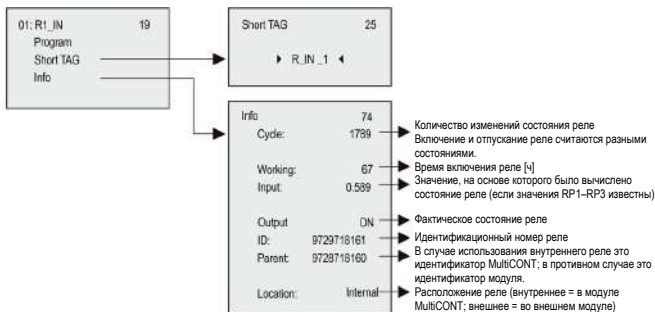 01: R1_IN 19
Program
Short TAG
Info
Short TAG 25
R_IN _1
Info 74
Cycle: 1789
Working: 67
Input: 0.589
Output ON
ID: 9729718161
Parent: 9728718160
Location: Internal
Количество изменений состояния реле
Включение и отпускание реле считаются разными
состояниями.
Время включения реле [ч]
Значение, на основе которого было вычислено
состояние реле (если значения RP1–RP3 известны)
Фактическое состояние реле
Идентификационный номер реле
В случае использования внутреннего реле это
идентификатор MultiCONT; в противном случае это
идентификатор модуля.
Расположение реле (внутреннее = в модуле
MultiCONT; внешнее = во внешнем модуле)